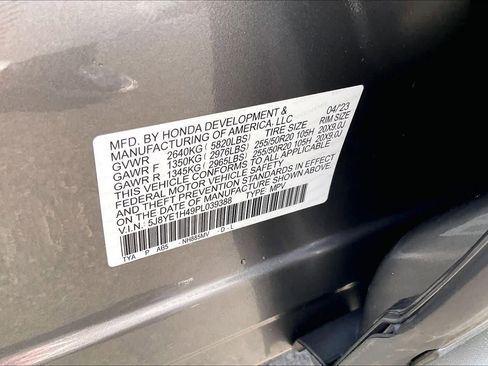 MFD. BY HONDA DEVELOPMENT & 04/23
MANUFACTURING OF AMERICA, LLC
TIRE SIZE RIM SIZE
GVWR 2640KG ( 5820LBS)
GAWR F 1350KG ( 2976LBS) 255/50R20 105H 20X9.0J
GAWR R 1345KG ( 2965LBS) 255/50R20 105H 20X9.0J
THIS VEHICLE CONFORMS TO ALL APPLICABLE
FEDERAL MOTOR VEHICLE SAFETY AND THEFT PREVENTION
STANDARDS IN EFFECT ON THE DATE OF MANUFACTURE SHOWN ABOVE.
V.I.N. 5J8YE1H49PL039388 TYPE MPV
TYA P AB5 -NH885MV -D-L